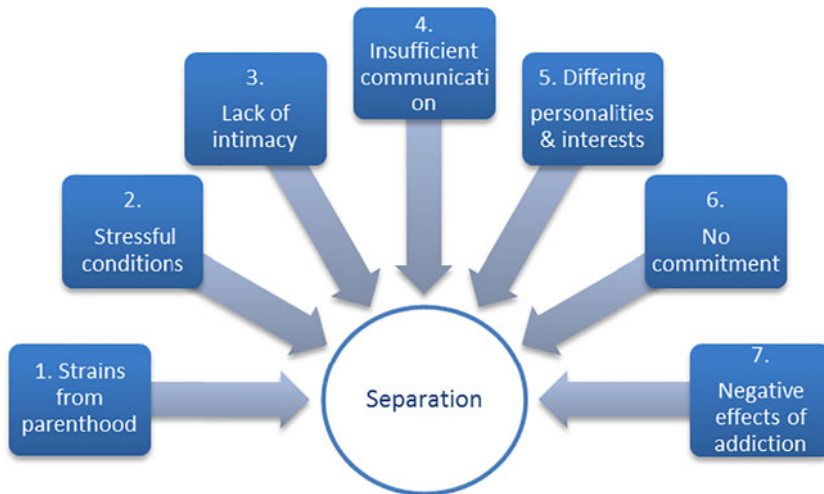 1. Strains
from
parenthood
2.
Stressful
conditions
3.
Lack of
intimacy
4.
Insufficient
communicati
on
5. Differing
personalities
& interests
6.
No
commitment
7.
Negative
effects of
addiction
Separation